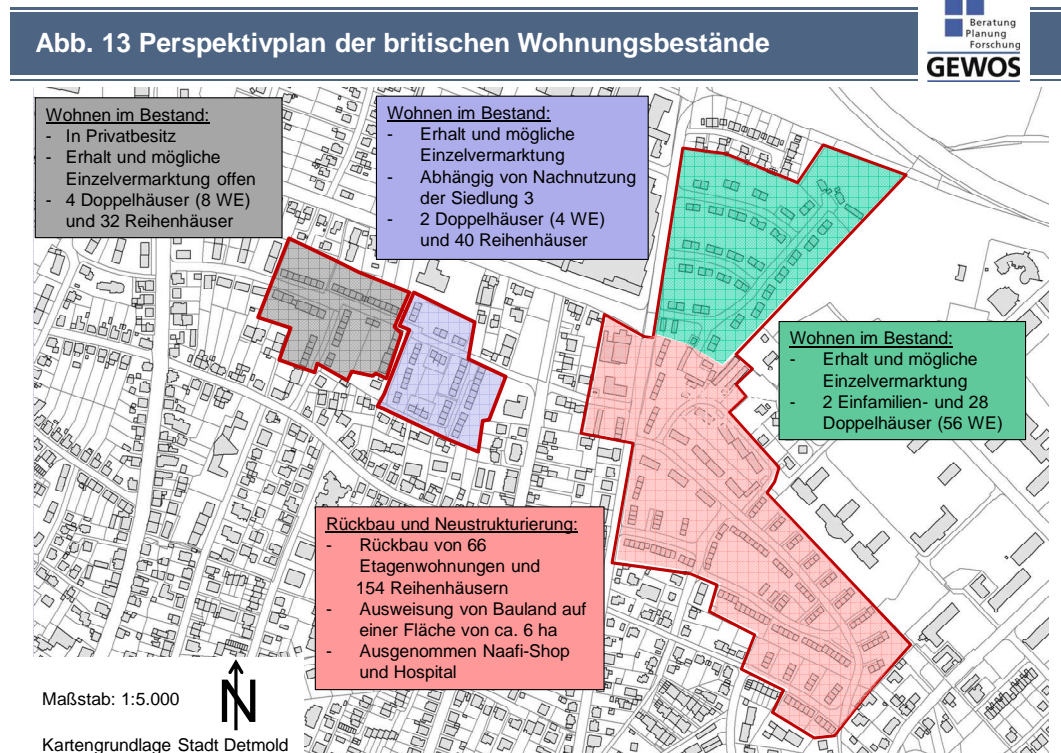 Abb. 13 Perspektivplan der britischen Wohnungsbestände
Beratung
Planung
Forschung
GEWOS
Wohnen im Bestand:
- In Privatbesitz
- Erhalt und mögliche
Einzelvermarktung offen
- 4 Doppelhäuser (8 WE)
und 32 Reihenhäuser
Wohnen im Bestand:
- Erhalt und mögliche
Einzelvermarktung
- Abhängig von Nachnutzung
der Siedlung 3
- 2 Doppelhäuser (4 WE)
und 40 Reihenhäuser
Wohnen im Bestand:
- Erhalt und mögliche
Einzelvermarktung
- 2 Einfamilien- und 28
Doppelhäuser (56 WE)
Rückbau und Neustrukturierung:
- Rückbau von 66
Etagenwohnungen und
154 Reihenhäusern
- Ausweisung von Bauland auf
einer Fläche von ca. 6 ha
- Ausgenommen Naafi-Shop
und Hospital
Maßstab: 1:5.000
N
Kartengrundlage Stadt Detmold